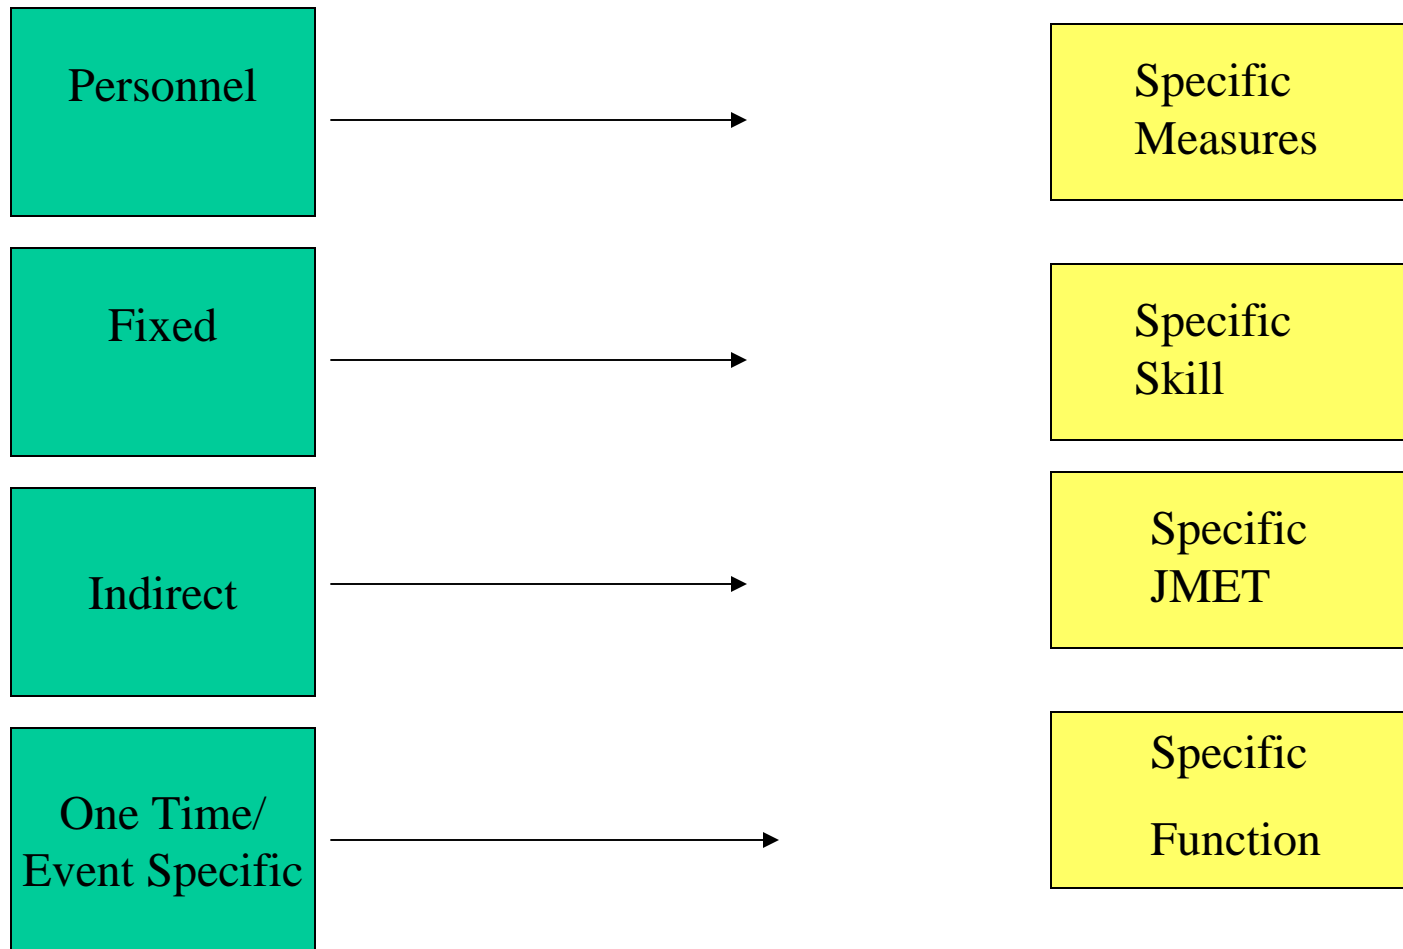 Personnel
Specific
Measures
Fixed
Specific
Skill
Indirect
Specific
JMET
One Time/
Event Specific
Specific
Function